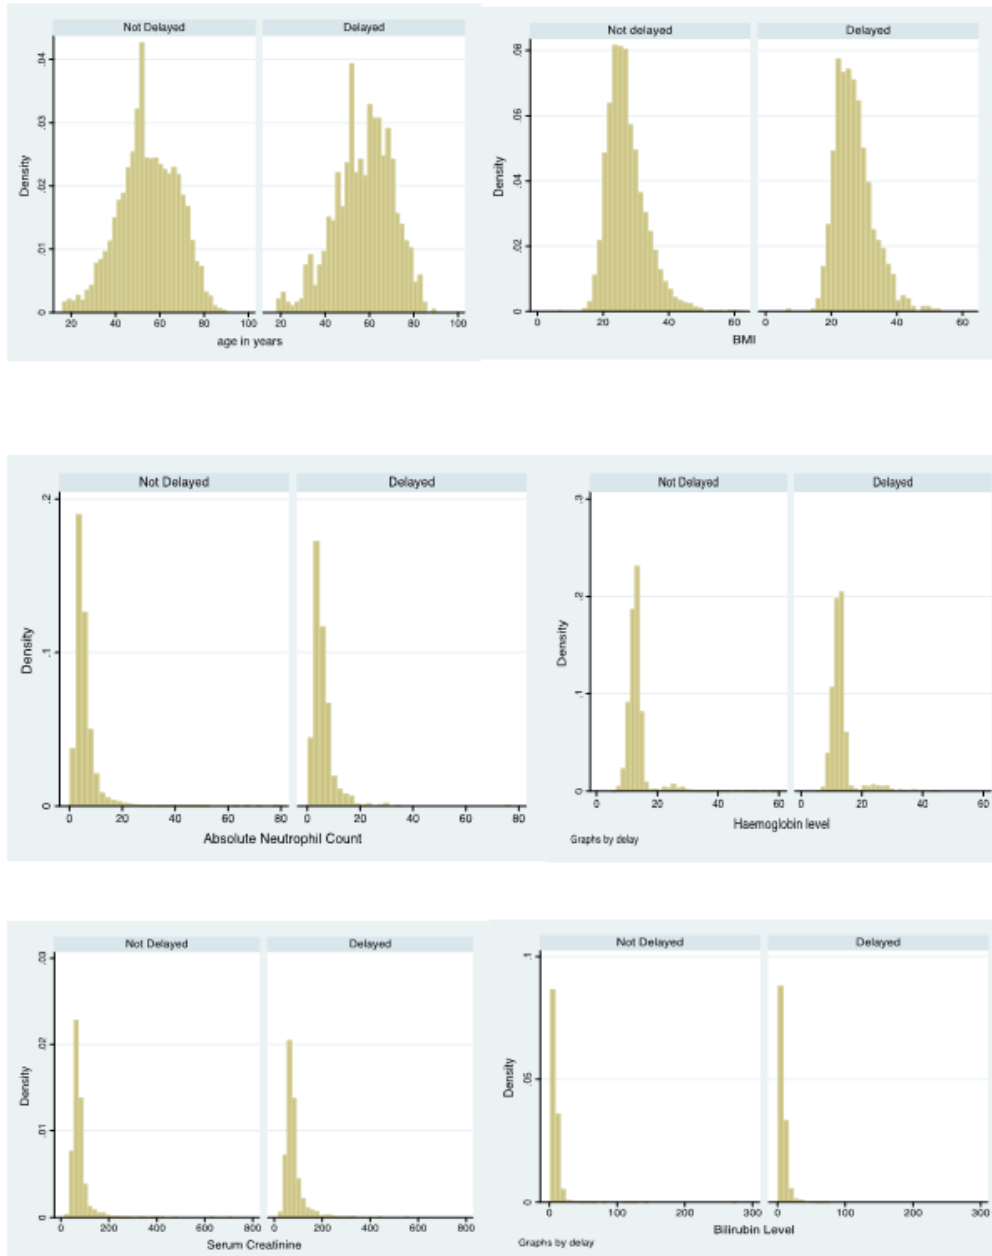 Not Delayed Delayed
Density
0 .01 .02 .03 .04
20 40 60 80 100 20 40 60 80 100
age in years
Not delayed Delayed
Density
0 .02 .04 .06 .08
0 20 40 60 0 20 40 60
BMI
Not Delayed Delayed
Density
0 .1 .2
0 20 40 60 80 0 20 40 60 80
Absolute Neutrophil Count
Not Delayed Delayed
Density
0 .1 .2 .3
0 20 40 60 0 20 40 60
Haemoglobin level
Graphs by delay
Not Delayed Delayed
Density
0 .01 .02 .03
0 200 400 600 800 0 200 400 600 800
Serum Creatinine
Not Delayed Delayed
Density
0 .05 .1
0 100 200 300 0 100 200 300
Bilirubin Level
Graphs by delay